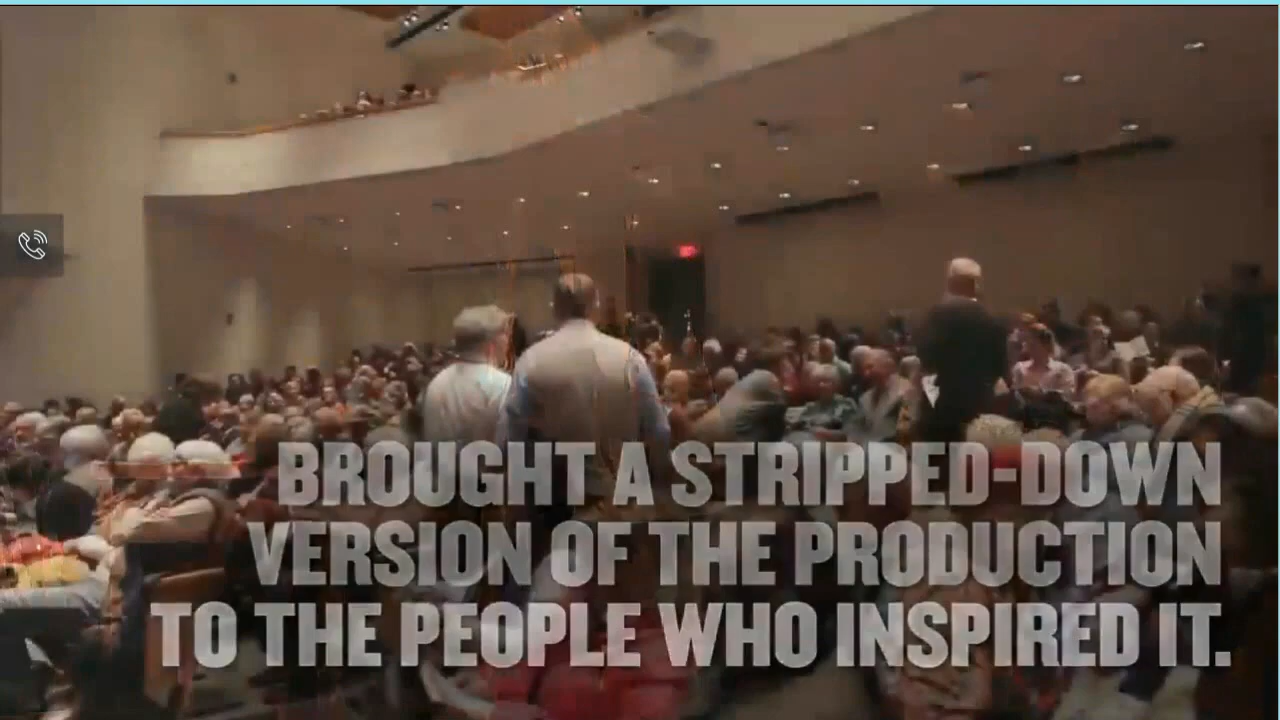 BROUGHT A STRIPPED-DOWN
VERSION OF THE PRODUCTION
TO THE PEOPLE WHO INSPIRED IT.